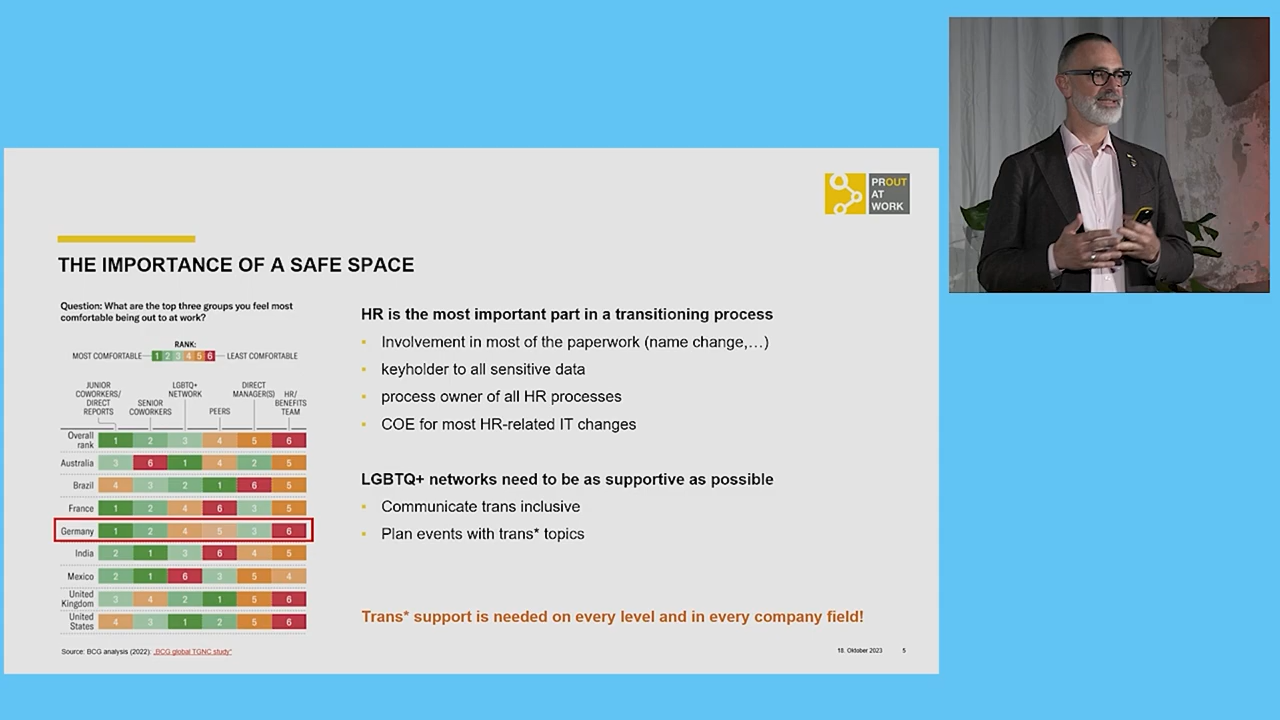 PROUT
AT
WORK
THE IMPORTANCE OF A SAFE SPACE
Question: What are the top three groups you feel most
comfortable being out to at work?
RANK:
MOST COMFORTABLE 1 2 3 4 5 6 LEAST COMFORTABLE
JUNIOR COWORKERS/ DIRECT REPORTS
SENIOR COWORKERS
LGBTQ+ NETWORK
PEERS
DIRECT MANAGER(S)
HR/ BENEFITS TEAM
Overall rank 1 2 3 4 5 6
Australia 3 6 1 4 2 5
Brazil 4 3 2 1 6 5
France 1 2 4 6 3 5
Germany 1 2 4 5 3 6
India 2 1 3 6 4 5
Mexico 2 1 6 3 5 4
United Kingdom 3 4 2 1 5 6
United States 4 3 1 2 5 6
Source: BCG analysis (2022): „BCG global TGNC study"
HR is the most important part in a transitioning process
• Involvement in most of the paperwork (name change,…)
• keyholder to all sensitive data
• process owner of all HR processes
• COE for most HR-related IT changes
LGBTQ+ networks need to be as supportive as possible
• Communicate trans inclusive
• Plan events with trans* topics
Trans* support is needed on every level and in every company field!
18. Oktober 2023 5